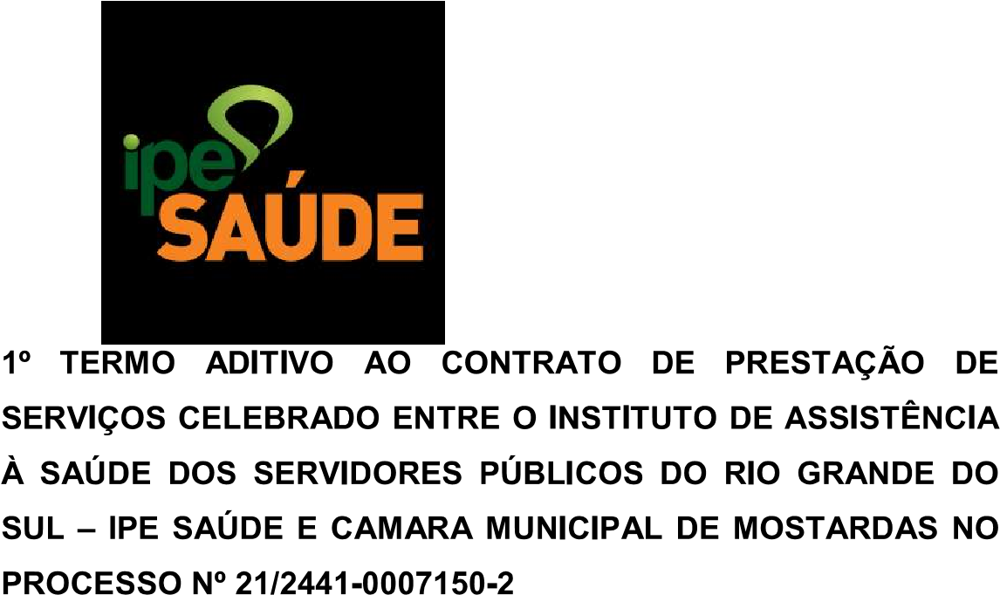 ipe
SAÚDE
1º TERMO ADITIVO AO CONTRATO DE PRESTAÇÃO DE
SERVIÇOS CELEBRADO ENTRE O INSTITUTO DE ASSISTÊNCIA
À SAÚDE DOS SERVIDORES PÚBLICOS DO RIO GRANDE DO
SUL – IPE SAÚDE E CAMARA MUNICIPAL DE MOSTARDAS NO
PROCESSO Nº 21/2441-0007150-2